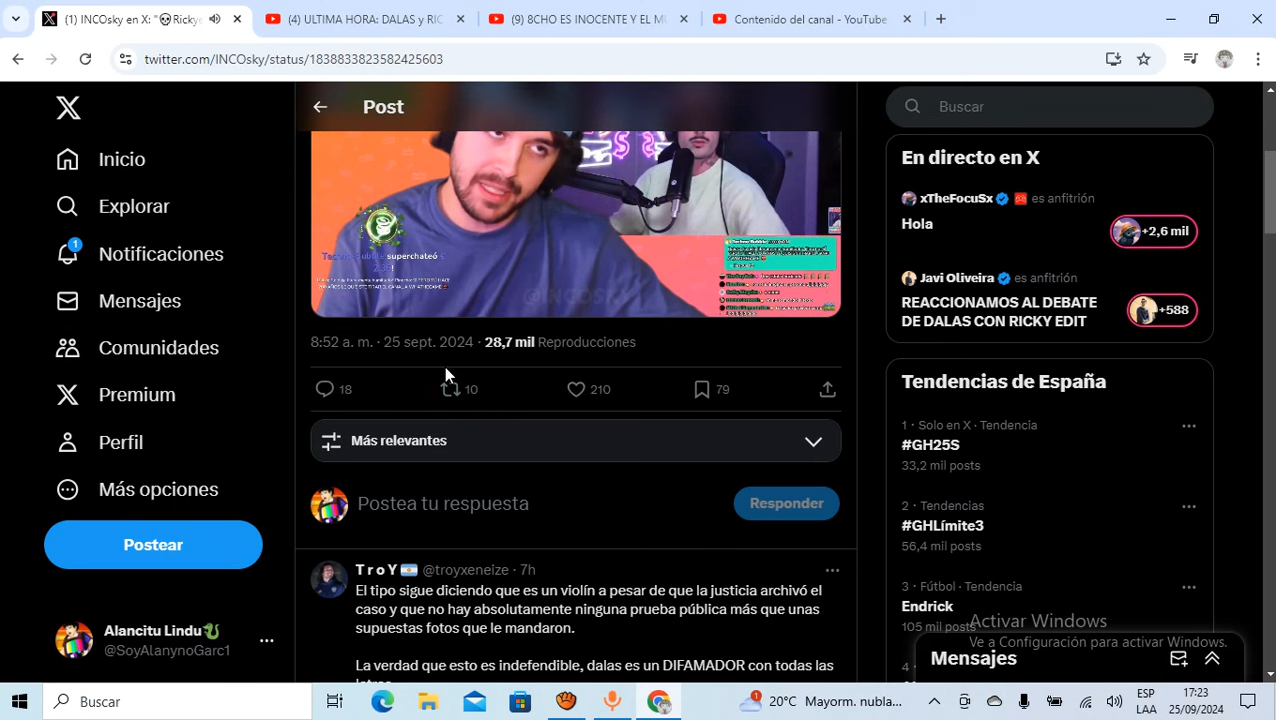 (1) INCOsky en X: "💀Rickye
(4) ULTIMA HORA: DALAS y RIC
(9) 8CHO ES INOCENTE Y EL MU
Contenido del canal - YouTube
twitter.com/INCOsky/status/1838833823582425603
Post
Buscar
Inicio
Explorar
1
Notificaciones
Mensajes
Comunidades
Premium
Perfil
Más opciones
Postear
Alancitu Lindu🐍
@SoyAlanynoGarc1
superchateó
8:52 a. m. · 25 sept. 2024 · 28,7 mil Reproducciones
18 10 210 79
Más relevantes
Postea tu respuesta
Responder
T r o Y🇦🇷 @troyxeneize · 7h
El tipo sigue diciendo que es un violín a pesar de que la justicia archivó el
caso y que no hay absolutamente ninguna prueba pública más que unas
supuestas fotos que le mandaron.
La verdad que esto es indefendible, dalas es un DIFAMADOR con todas las
letras
En directo en X
xTheFocuSx es anfitrión
Hola
+2,6 mil
Javi Oliveira es anfitrión
REACCIONAMOS AL DEBATE
DE DALAS CON RICKY EDIT
+588
Tendencias de España
1 · Solo en X · Tendencia
#GH25S
33,2 mil posts
2 · Tendencias
#GHLímite3
56,4 mil posts
3 · Fútbol · Tendencia
Endrick
105 mil posts
4 ·
Activar Windows
Ve a Configuración para activar Windows.
Mensajes
Buscar
1
20°C Mayorm. nubla...
ESP
LAA
17:23
25/09/2024